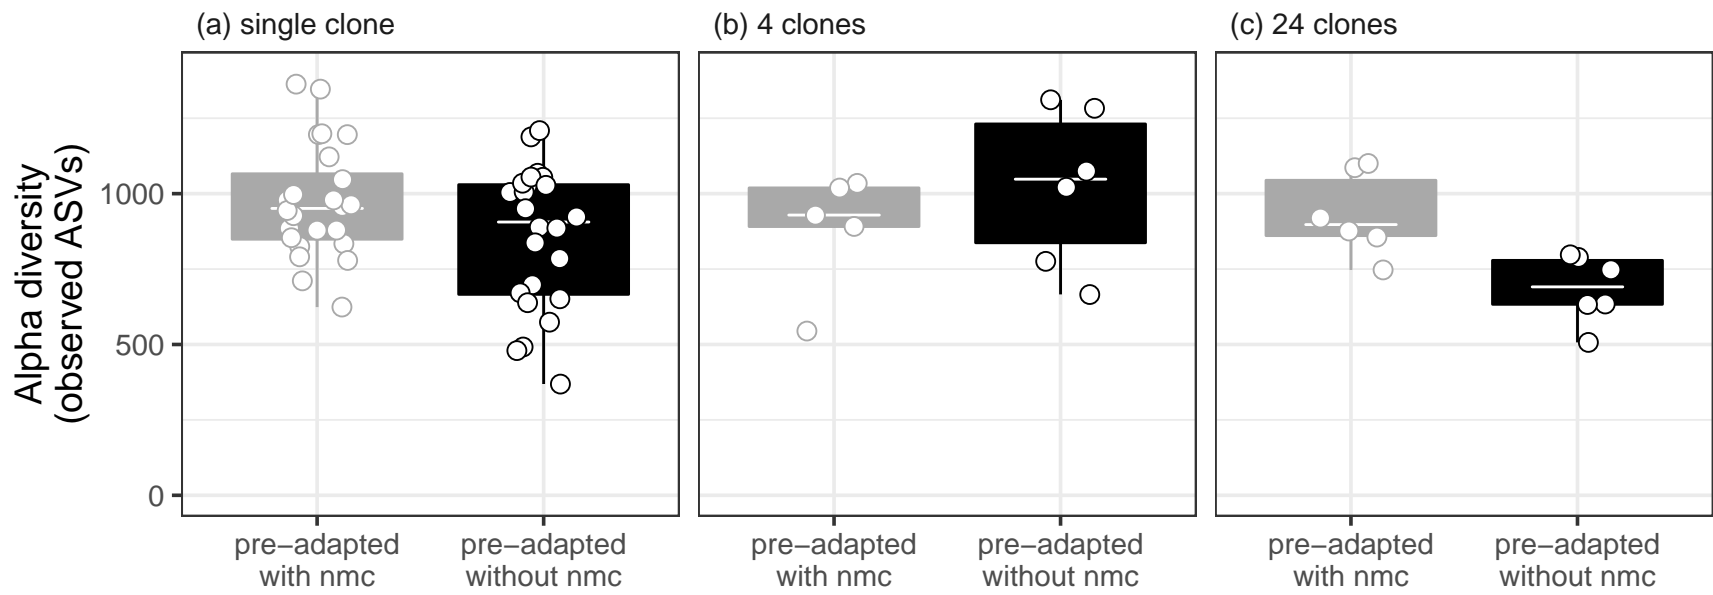 (a) single clone
(b) 4 clones
(c) 24 clones
Alpha diversity
(observed ASVs)
1000
500
0
pre−adapted
with nmc
pre−adapted
without nmc
pre−adapted
with nmc
pre−adapted
without nmc
pre−adapted
with nmc
pre−adapted
without nmc